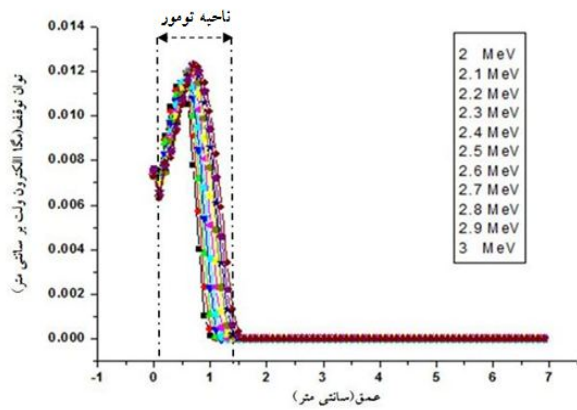 ناحیه تومور
توان توقف(مگا الکترون ولت بر سانتی متر)
0.014
0.012
0.010
0.008
0.006
0.004
0.002
0.000
2 MeV
2.1 MeV
2.2 MeV
2.3 MeV
2.4 MeV
2.5 MeV
2.6 MeV
2.7 MeV
2.8 MeV
2.9 MeV
3 MeV
-1 0 1 2 3 4 5 6 7
عمق(سانتی متر)